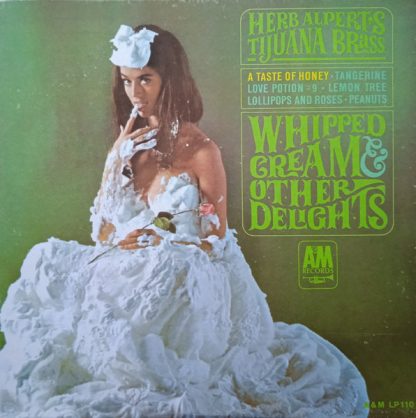 HERB ALPERT'S
TIJUANA BRASS
A TASTE OF HONEY · TANGERINE
LOVE POTION #9 · LEMON TREE
LOLLIPOPS AND ROSES · PEANUTS
WHIPPED
CREAM &
OTHER
DELIGHTS
A&M
RECORDS
A & M LP110